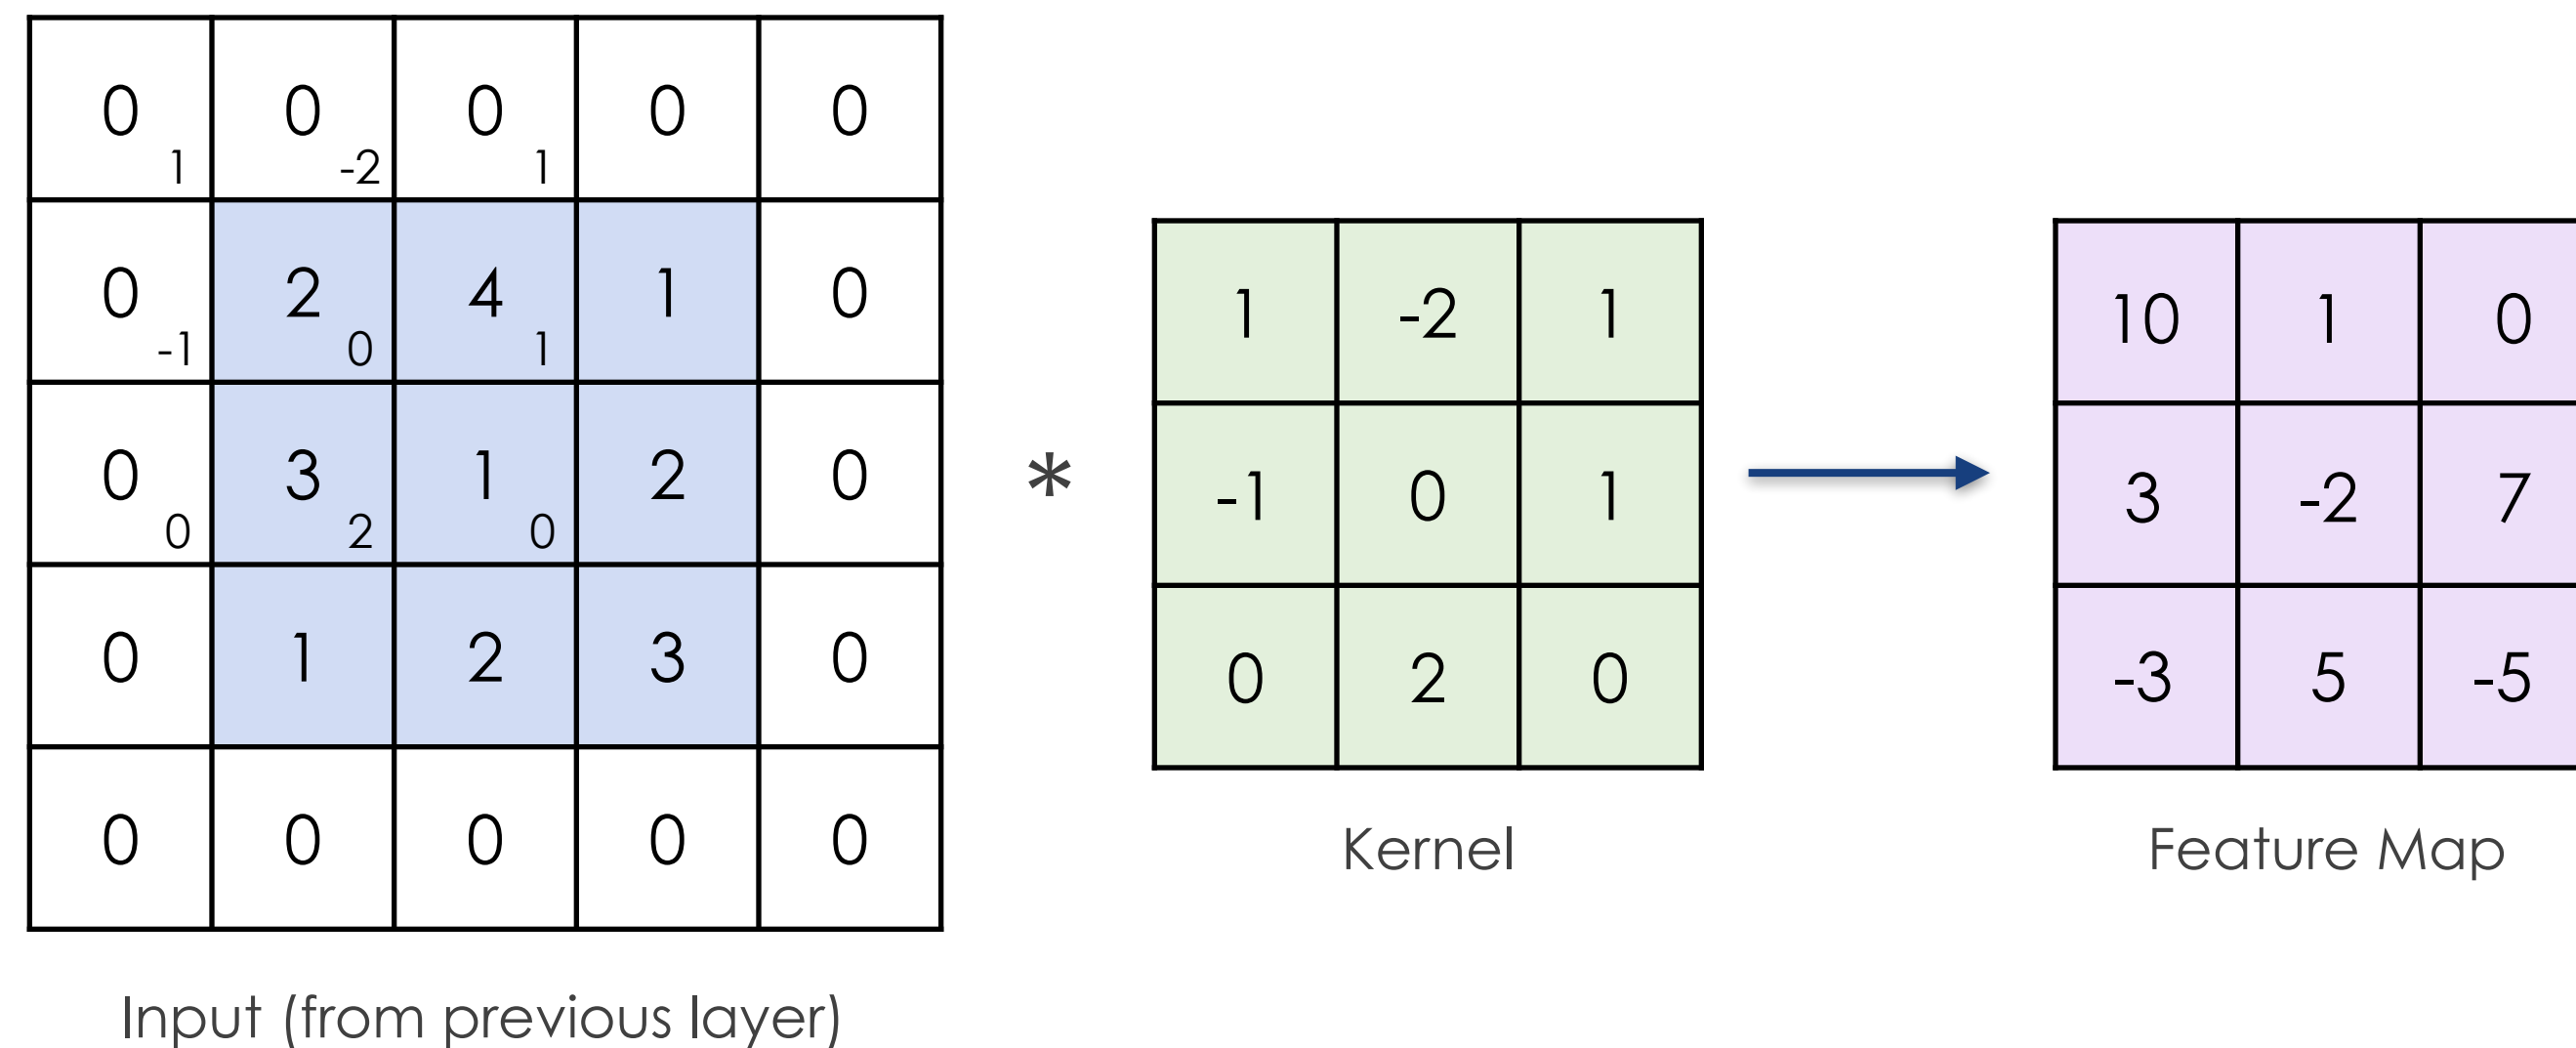 0 0 0 0 0
1 -2 1
0 2 4 1 0
-1 0 1
0 3 1 2 0
0 2 0
0 1 2 3 0
0 0 0 0 0
Input (from previous layer)
*
1 -2 1
-1 0 1
0 2 0
Kernel
10 1 0
3 -2 7
-3 5 -5
Feature Map